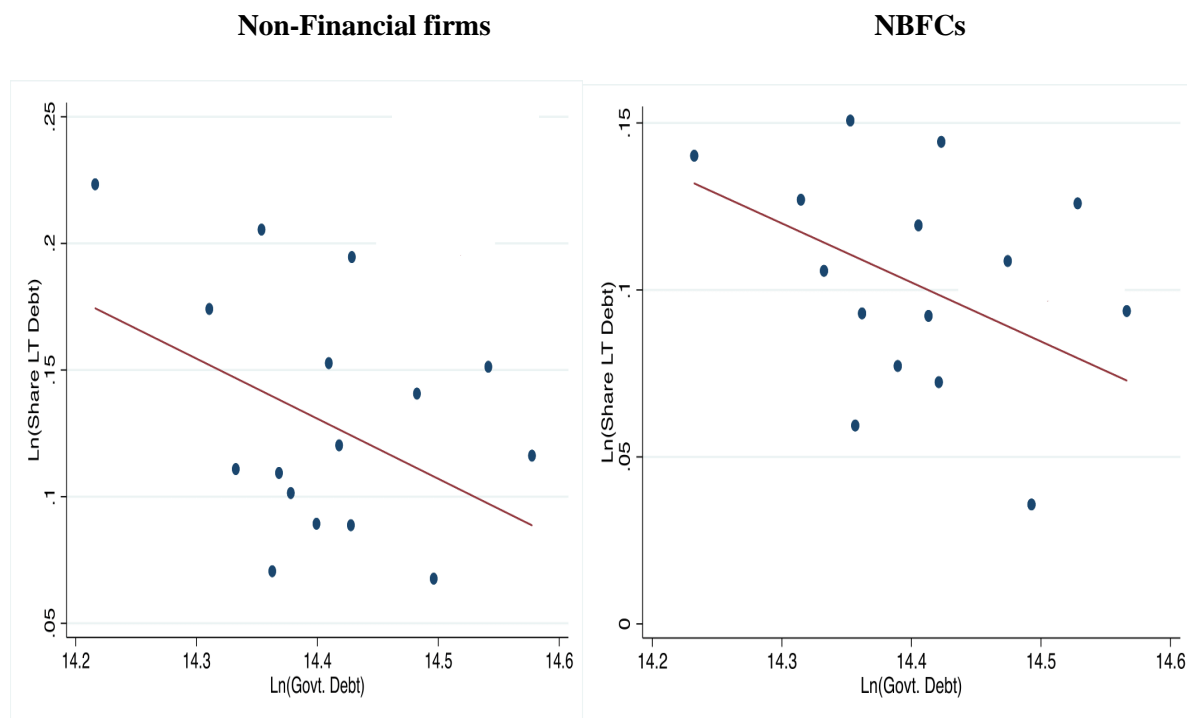 Non-Financial firms
NBFCs
Ln(Share LT Debt)
.25
.2
.15
.1
.05
14.2 14.3 14.4 14.5 14.6
Ln(Govt. Debt)
Ln(Share LT Debt)
.15
.1
.05
0
14.2 14.3 14.4 14.5 14.6
Ln(Govt. Debt)